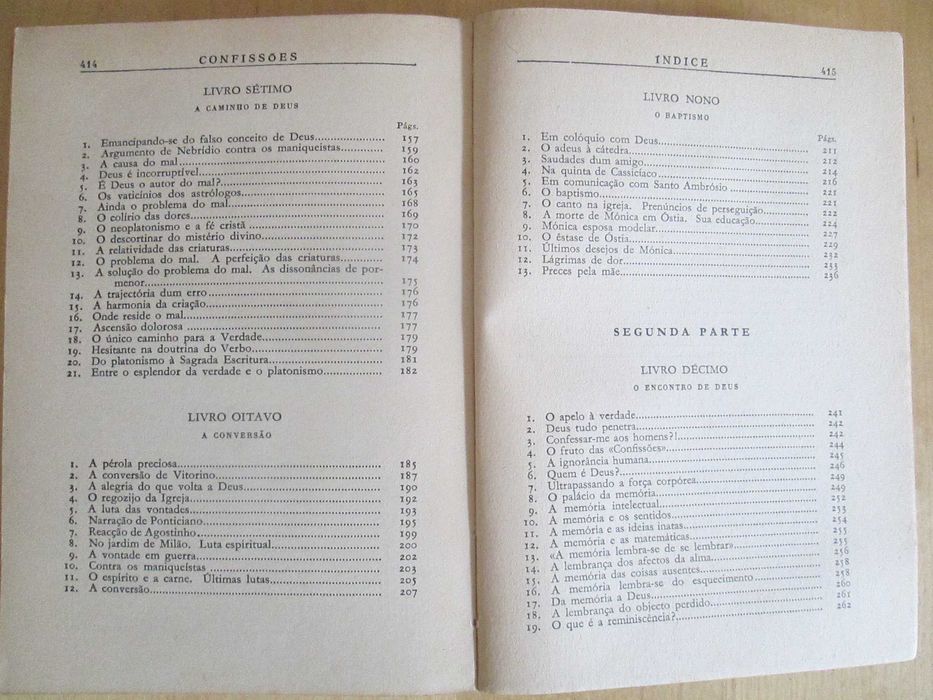 414 CONFISSÕES
LIVRO SÉTIMO
A CAMINHO DE DEUS
Págs.
1. Emancipando-se do falso conceito de Deus..................... 157
2. Argumento de Nebrídio contra os maniqueístas............. 159
3. A causa do mal............................................................ 160
4. Deus é incorruptível..................................................... 162
5. É Deus o autor do mal?................................................ 163
6. Os vaticínios dos astrólogos......................................... 165
7. Ainda o problema do mal.............................................. 168
8. O colírio das dores....................................................... 169
9. O neoplatonismo e a fé cristã ...................................... 170
10. O descortinar do mistério divino.................................. 172
11. A relatividade das criaturas......................................... 173
12. O problema do mal. A perfeição das criaturas............ 174
13. A solução do problema do mal. As dissonâncias de por-
menor........................................................................ 175
14. A trajectória dum erro................................................. 176
15. A harmonia da criação................................................ 176
16. Onde reside o mal....................................................... 177
17. Ascensão dolorosa ..................................................... 177
18. O único caminho para a Verdade................................. 179
19. Hesitante na doutrina do Verbo................................... 179
20. Do platonismo à Sagrada Escritura.............................. 181
21. Entre o esplendor da verdade e o platonismo.............. 182
LIVRO OITAVO
A CONVERSÃO
1. A pérola preciosa......................................................... 185
2. A conversão de Vitorino............................................... 187
3. A alegria do que volta a Deus...................................... 190
4. O regozijo da Igreja..................................................... 192
5. A luta das vontades..................................................... 193
6. Narração de Ponticiano................................................ 195
7. Reacção de Agostinho.................................................. 199
8. No jardim de Milão. Luta espiritual............................. 200
9. A vontade em guerra................................................... 202
10. Contra os maniqueístas .............................................. 203
11. O espírito e a carne. Últimas lutas.............................. 205
12. A conversão................................................................ 207
ÍNDICE 415
LIVRO NONO
O BAPTISMO
Págs.
1. Em colóquio com Deus................................................. 211
2. O adeus à cátedra........................................................ 212
3. Saudades dum amigo................................................... 214
4. Na quinta de Cassicíaco............................................... 216
5. Em comunicação com Santo Ambrósio ........................ 221
6. O baptismo.................................................................. 221
7. O canto na igreja. Prenúncios de perseguição............. 222
8. A morte de Mónica em Óstia. Sua educação................ 224
9. Mónica esposa modelar................................................ 227
10. O êstase de Óstia........................................................ 229
11. Últimos desejos de Mónica.......................................... 232
12. Lágrimas de dor.......................................................... 233
13. Preces pela mãe.......................................................... 236
SEGUNDA PARTE
LIVRO DÉCIMO
O ENCONTRO DE DEUS
1. O apelo à verdade........................................................ 241
2. Deus tudo penetra........................................................ 242
3. Confessar-me aos homens?!......................................... 242
4. O fruto das «Confissões».............................................. 244
5. A ignorância humana................................................... 245
6. Quem é Deus?.............................................................. 246
7. Ultrapassando a força corpórea................................... 249
8. O palácio da memória.................................................. 249
9. A memória intelectual.................................................. 252
10. A memória e os sentidos............................................. 253
11. A memória e as ideias inatas...................................... 254
12. A memória e as matemáticas...................................... 255
13. «A memória lembra-se de se lembrar»........................ 255
14. A lembrança dos afectos da alma................................ 256
15. A memória das coisas ausentes................................... 258
16. A memória lembra-se do esquecimento....................... 258
17. Da memória a Deus..................................................... 260
18. A lembrança do objecto perdido.................................. 261
19. O que é a reminiscência?............................................ 262